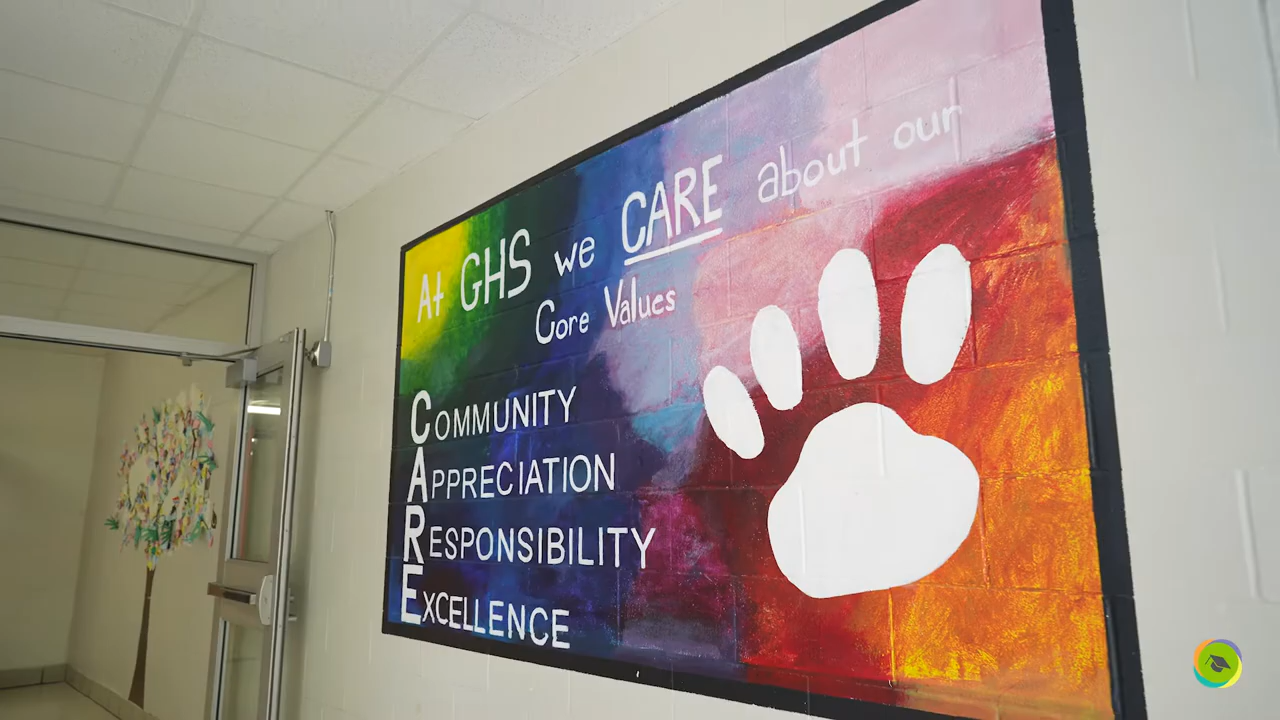 At GHS we CARE about our
Core Values
COMMUNITY
APPRECIATION
RESPONSIBILITY
EXCELLENCE